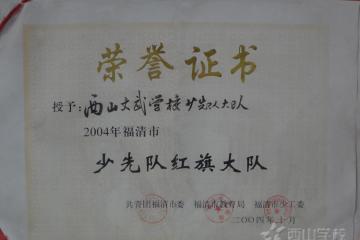 荣誉证书
授予:西山文武学校少先队大队
2004年福清市
少先队红旗大队
共青团福清市委 福清市教育局 福清市少工委
二〇〇四年十月
西山学校